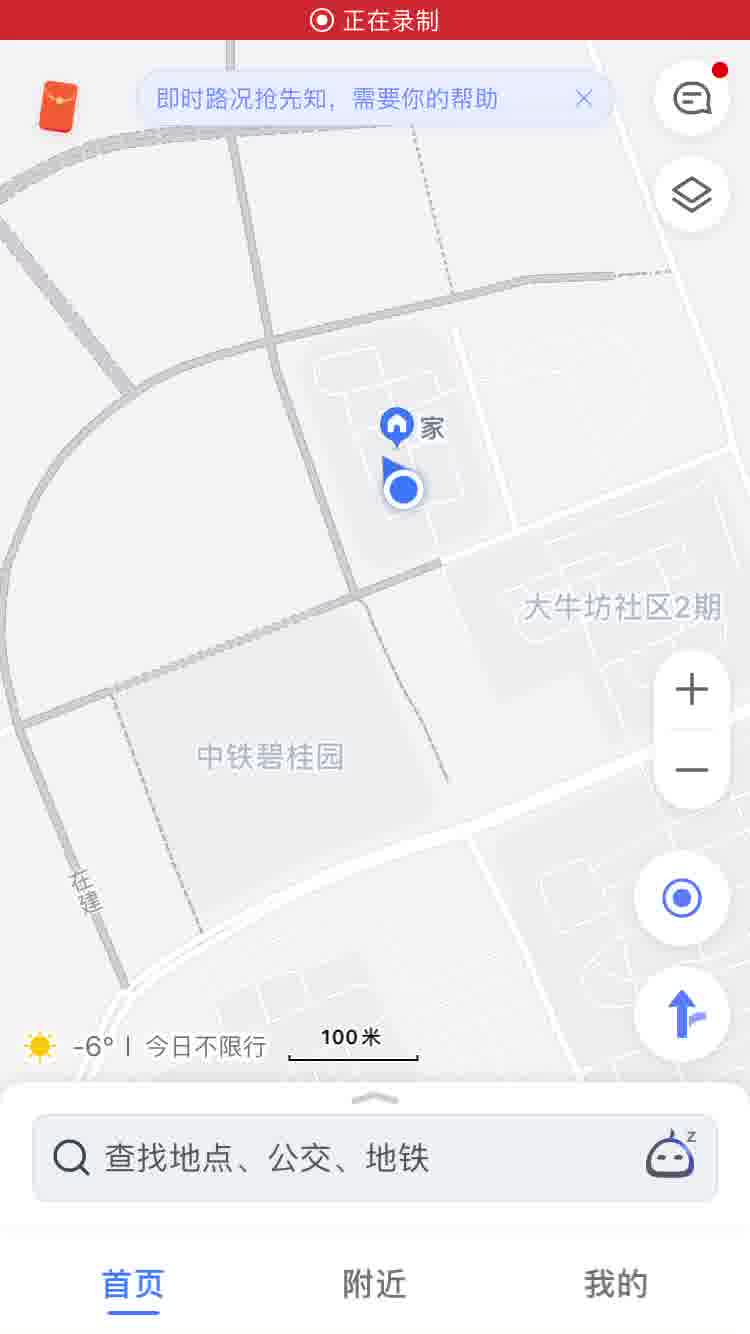 正在录制
即时路况抢先知，需要你的帮助
家
大牛坊社区2期
中铁碧桂园
在建
-6° | 今日不限行
100米
查找地点、公交、地铁
z
首页
附近
我的